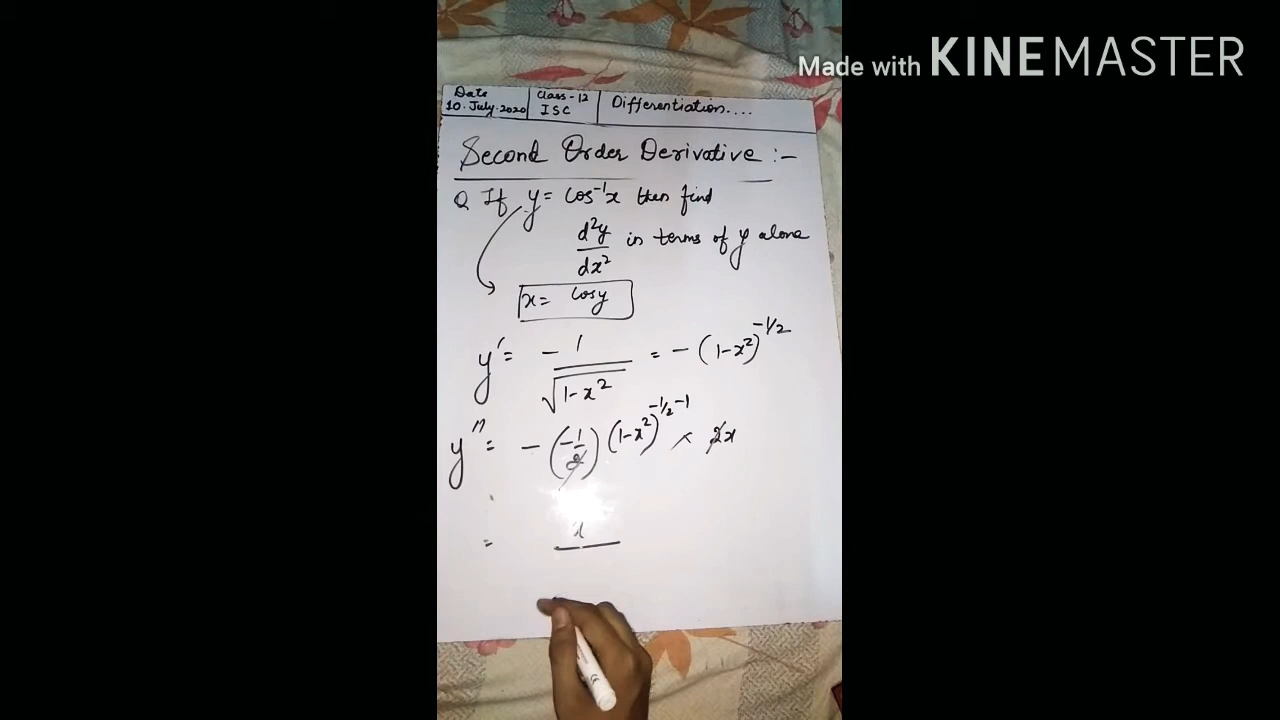 Made with KINEMASTER
Date
10.July.2020
Class-12
ISC
Differentiation....
Second Order Derivative :-
Q If y = Cos⁻¹x then find
d²y/dx² in terms of y alone
x = Cosy
y' = -1/√(1-x²) = -(1-x²)^(-1/2)
y'' = -(-1/2)(1-x²)^(-1/2-1) × 2x
= x